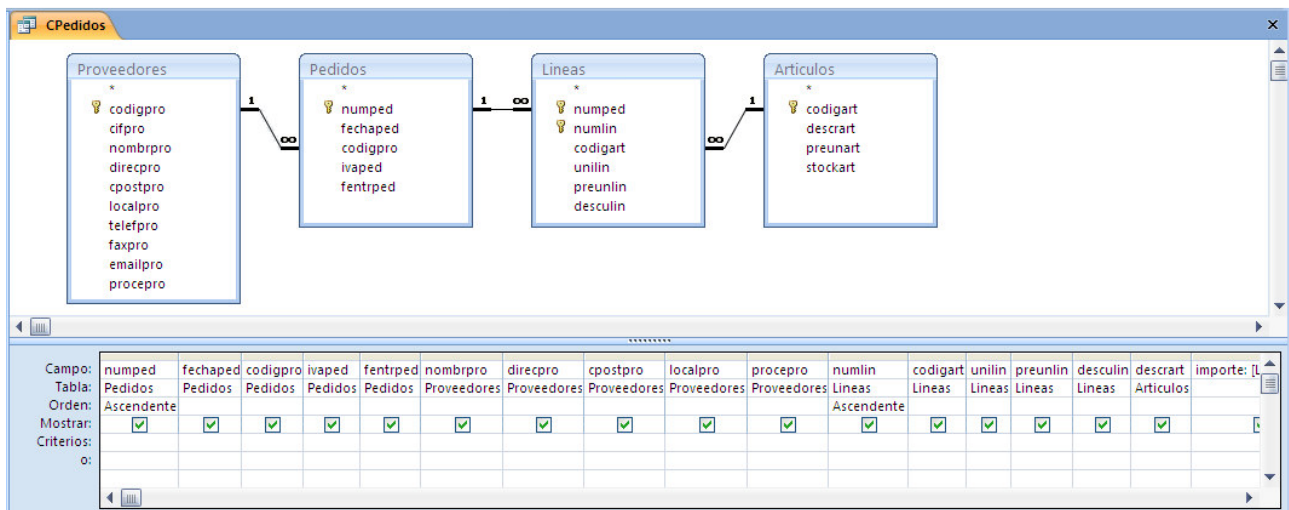 CPedidos
Proveedores
*
codigpro
cifpro
nombrpro
direcpro
cpostpro
localpro
telefpro
faxpro
emailpro
procepro
1
∞
Pedidos
*
numped
fechaped
codigpro
ivaped
fentrped
1
∞
Lineas
*
numped
numlin
codigart
unilin
preunlin
desculin
1
∞
Articulos
*
codigart
descrart
preunart
stockart
Campo: numped fechaped codigpro ivaped fentrped nombrpro direcpro cpostpro localpro procepro numlin codigart unilin preunlin desculin descrart importe: [L
Tabla: Pedidos Pedidos Pedidos Pedidos Pedidos Proveedores Proveedores Proveedores Proveedores Proveedores Lineas Lineas Lineas Lineas Lineas Articulos
Orden: Ascendente Ascendente
Mostrar:
Criterios:
o: